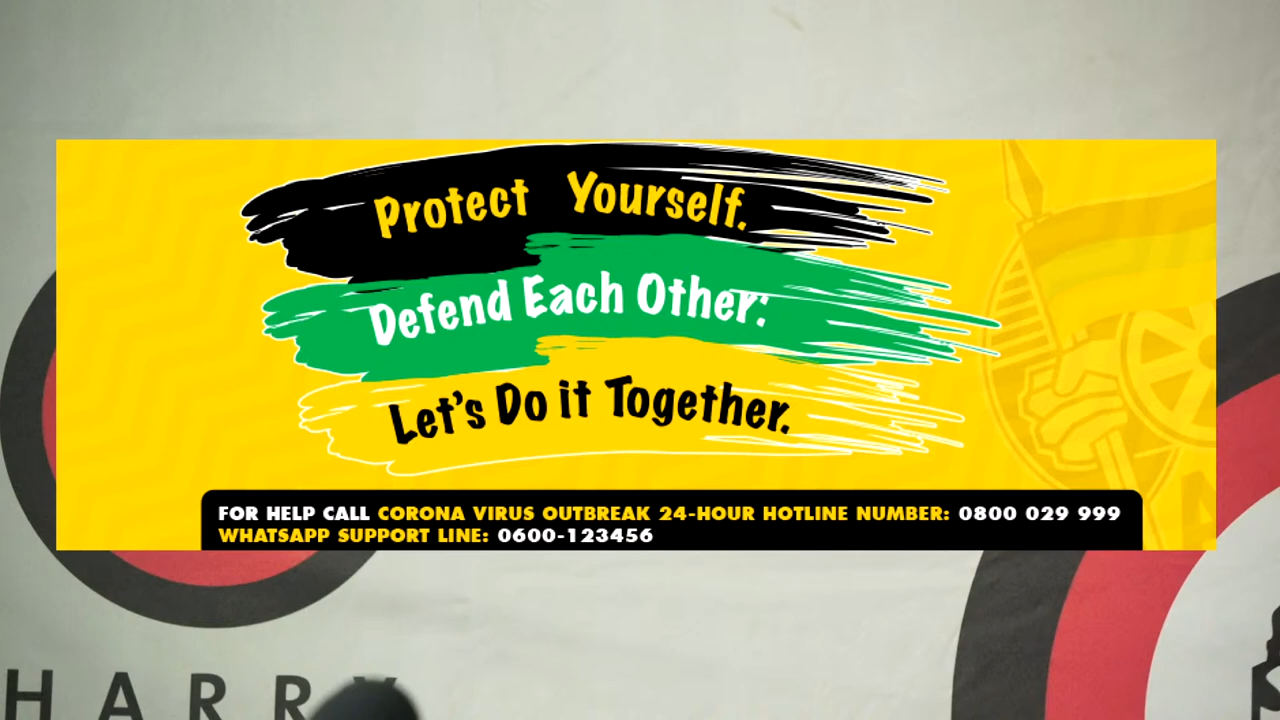 Protect Yourself.
Defend Each Other:
Let's Do it Together.
FOR HELP CALL CORONA VIRUS OUTBREAK 24-HOUR HOTLINE NUMBER: 0800 029 999
WHATSAPP SUPPORT LINE: 0600-123456
HARRY